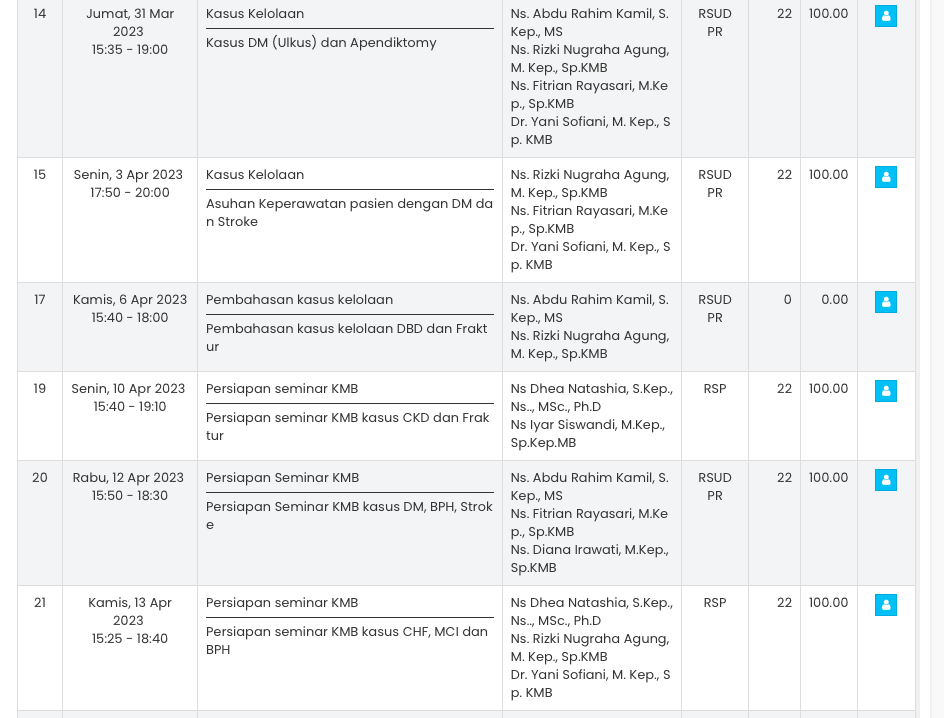 14
Jumat, 31 Mar
2023
15:35 - 19:00
Kasus Kelolaan
Kasus DM (Ulkus) dan Apendiktomy
Ns. Abdu Rahim Kamil, S.
Kep., MS
Ns. Rizki Nugraha Agung,
M. Kep., Sp.KMB
Ns. Fitrian Rayasari, M.Ke
p., Sp.KMB
Dr. Yani Sofiani, M. Kep., S
p. KMB
RSUD
PR
22
100.00
15
Senin, 3 Apr 2023
17:50 - 20:00
Kasus Kelolaan
Asuhan Keperawatan pasien dengan DM da
n Stroke
Ns. Rizki Nugraha Agung,
M. Kep., Sp.KMB
Ns. Fitrian Rayasari, M.Ke
p., Sp.KMB
Dr. Yani Sofiani, M. Kep., S
p. KMB
RSUD
PR
22
100.00
17
Kamis, 6 Apr 2023
15:40 - 18:00
Pembahasan kasus kelolaan
Pembahasan kasus kelolaan DBD dan Frakt
ur
Ns. Abdu Rahim Kamil, S.
Kep., MS
Ns. Rizki Nugraha Agung,
M. Kep., Sp.KMB
RSUD
PR
0
0.00
19
Senin, 10 Apr 2023
15:40 - 19:10
Persiapan seminar KMB
Persiapan seminar KMB kasus CKD dan Frak
tur
Ns Dhea Natashia, S.Kep.,
Ns.., MSc., Ph.D
Ns Iyar Siswandi, M.Kep.,
Sp.Kep.MB
RSP
22
100.00
20
Rabu, 12 Apr 2023
15:50 - 18:30
Persiapan Seminar KMB
Persiapan Seminar KMB kasus DM, BPH, Strok
e
Ns. Abdu Rahim Kamil, S.
Kep., MS
Ns. Fitrian Rayasari, M.Ke
p., Sp.KMB
Ns. Diana Irawati, M.Kep.,
Sp.KMB
RSUD
PR
22
100.00
21
Kamis, 13 Apr
2023
15:25 - 18:40
Persiapan seminar KMB
Persiapan seminar KMB kasus CHF, MCI dan
BPH
Ns Dhea Natashia, S.Kep.,
Ns.., MSc., Ph.D
Ns. Rizki Nugraha Agung,
M. Kep., Sp.KMB
Dr. Yani Sofiani, M. Kep., S
p. KMB
RSP
22
100.00